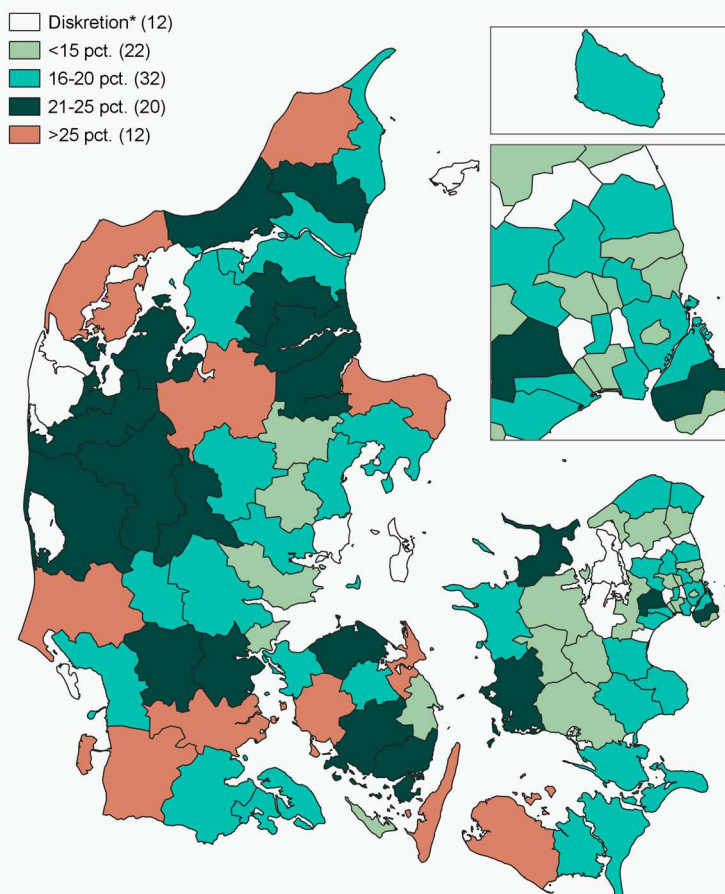 Diskretion* (12)
<15 pct. (22)
16-20 pct. (32)
21-25 pct. (20)
>25 pct. (12)